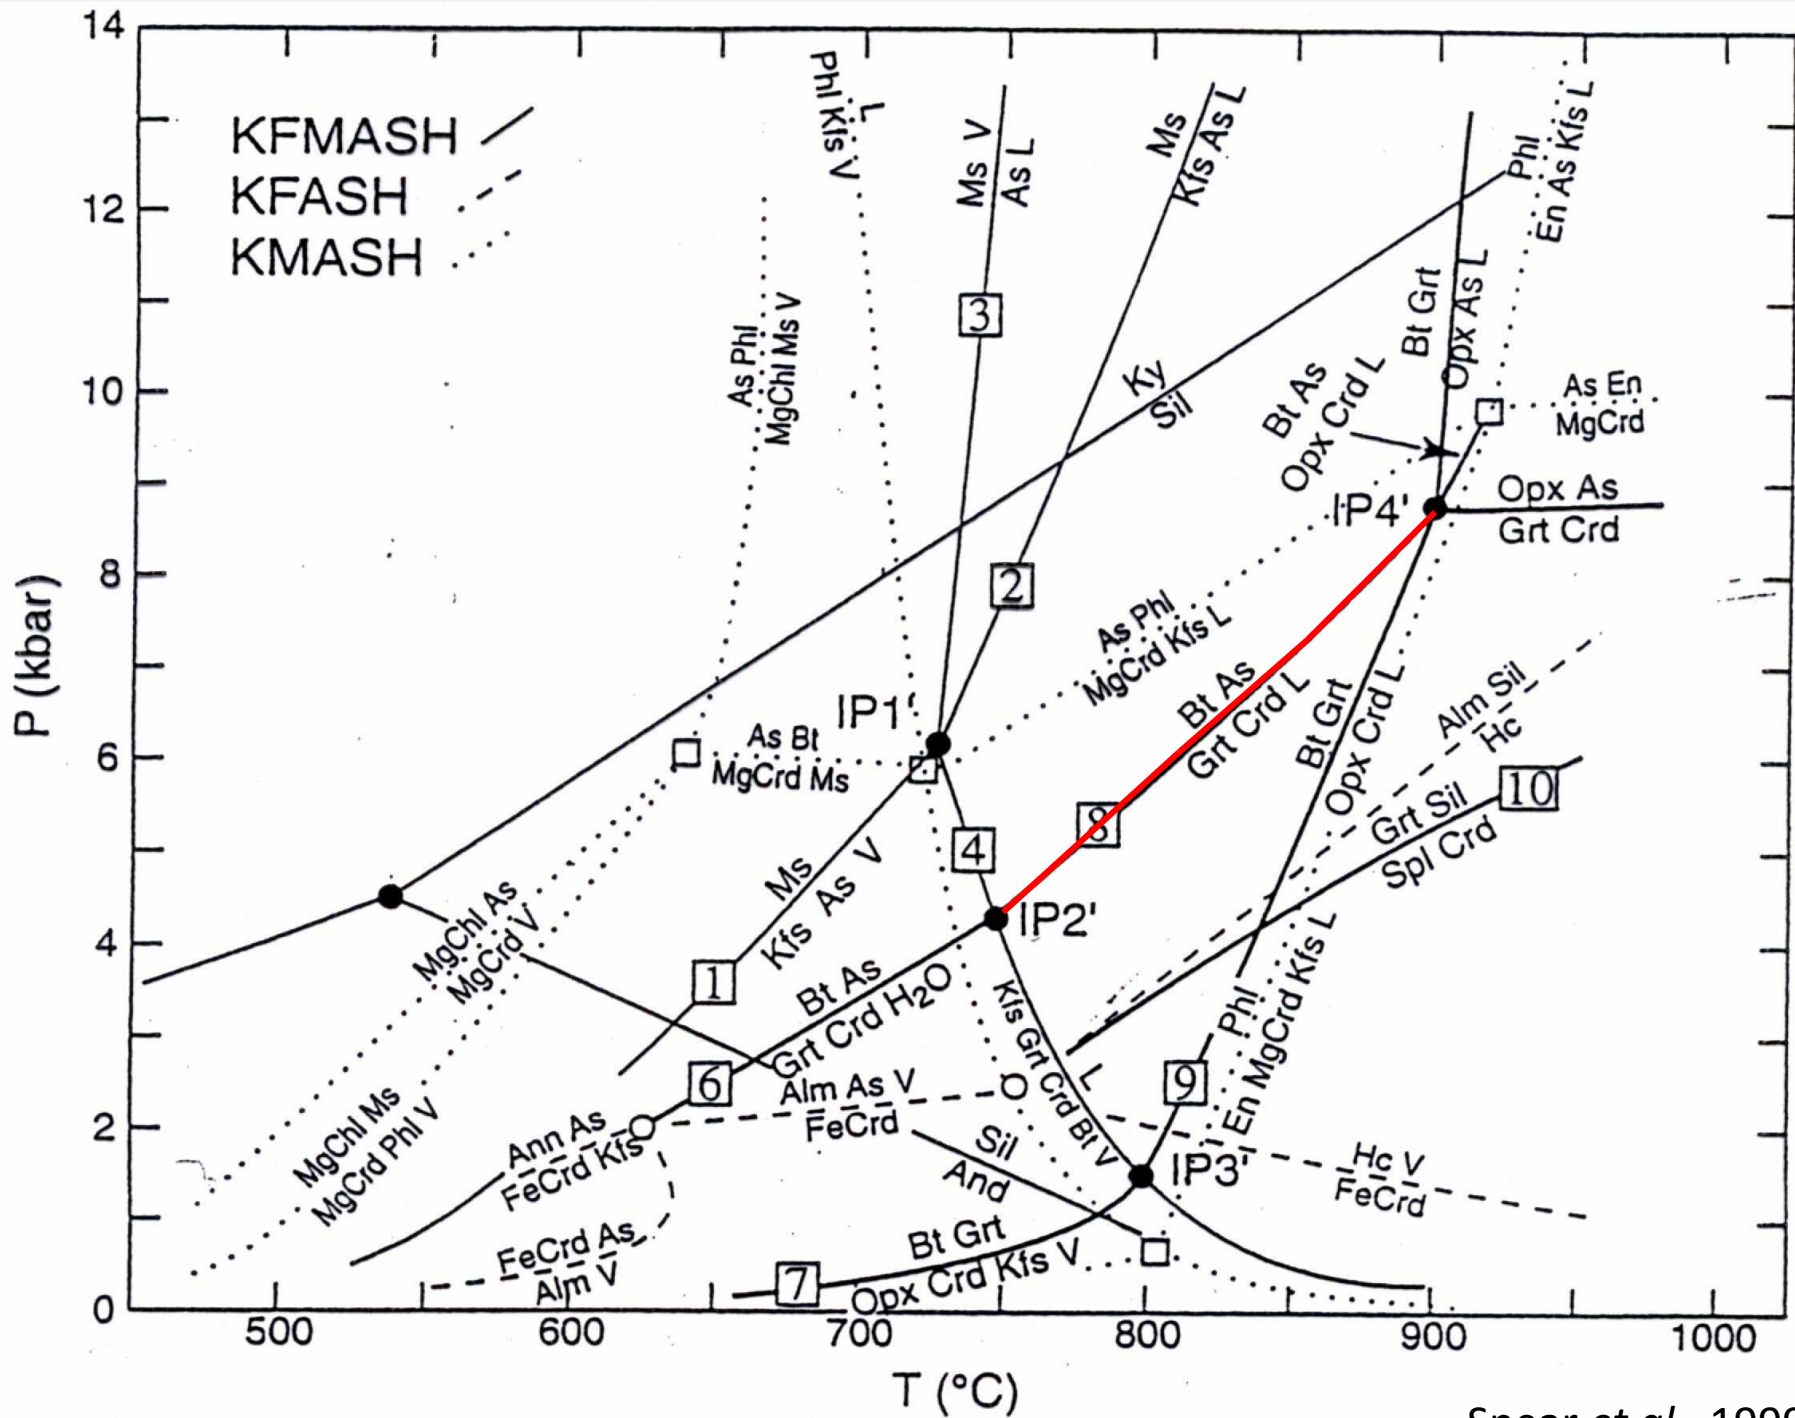 14
12
10
8
6
4
2
0
P (kbar)
500
600
700
800
900
1000
T (°C)
KFMASH
KFASH
KMASH
Phl Kfs V
L
Ms V
As L
Ms
Kfs As L
Phl
En As Kfs L
As Phl
MgChl Ms V
3
Ky
Sil
Bt Grt
Opx As L
Bt As
Opx Crd L
As En
MgCrd
IP4'
Opx As
Grt Crd
2
As Phl
MgCrd Kfs L
IP1'
As Bt
MgCrd Ms
Bt As
Grt Crd L
Bt Grt
Opx Crd L
Alm Sil
Hc
8
4
Grt Sil
Spl Crd
10
Ms
Kfs As V
1
MgChl As
MgCrd V
IP2'
Bt As
Grt Crd H2O
6
Kfs Grt Crd Bt V
L
Phl
En MgCrd Kfs L
9
Alm As V
FeCrd
Ann As
FeCrd Kfs
MgChl Ms
MgCrd Phl V
Sil
And
IP3'
Hc V
FeCrd
FeCrd As
Alm V
Bt Grt
Opx Crd Kfs V
7